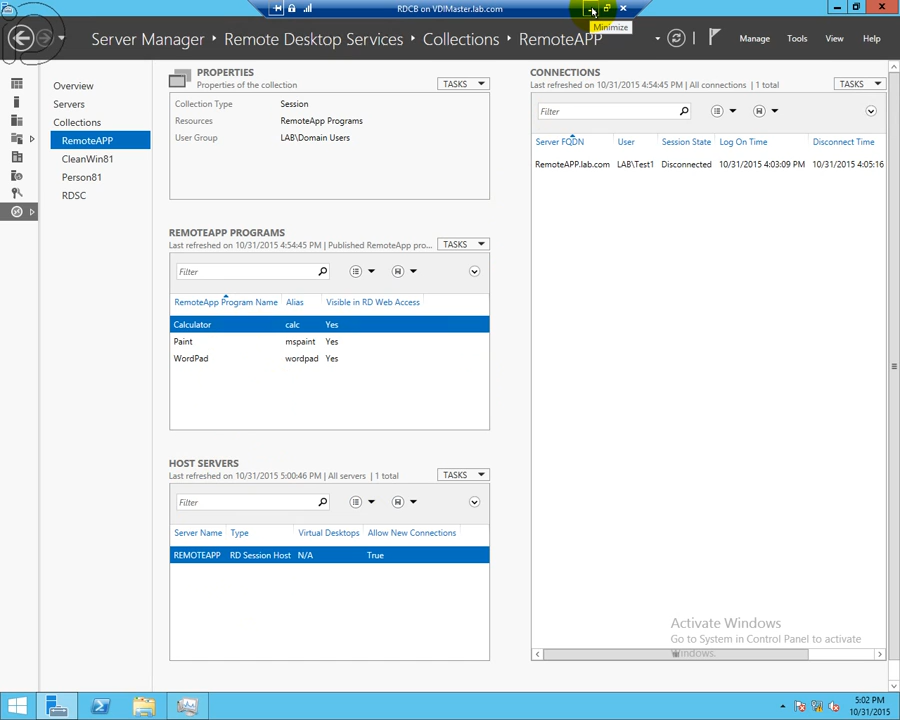 RDCB on VDIMaster.lab.com
Minimize
Server Manager ‣ Remote Desktop Services ‣ Collections ‣ RemoteAPP
Manage Tools View Help
Overview
Servers
Collections
RemoteAPP
CleanWin81
Person81
RDSC
PROPERTIES
Properties of the collection
TASKS
Collection Type Session
Resources RemoteApp Programs
User Group LAB\Domain Users
REMOTEAPP PROGRAMS
Last refreshed on 10/31/2015 4:54:45 PM | Published RemoteApp pro...
TASKS
Filter
RemoteApp Program Name Alias Visible in RD Web Access
Calculator calc Yes
Paint mspaint Yes
WordPad wordpad Yes
HOST SERVERS
Last refreshed on 10/31/2015 5:00:46 PM | All servers | 1 total
TASKS
Filter
Server Name Type Virtual Desktops Allow New Connections
REMOTEAPP RD Session Host N/A True
CONNECTIONS
Last refreshed on 10/31/2015 4:54:45 PM | All connections | 1 total
TASKS
Filter
Server FQDN User Session State Log On Time Disconnect Time
RemoteAPP.lab.com LAB\Test1 Disconnected 10/31/2015 4:03:09 PM 10/31/2015 4:05:16
Activate Windows
Go to System in Control Panel to activate
Windows.
5:02 PM
10/31/2015